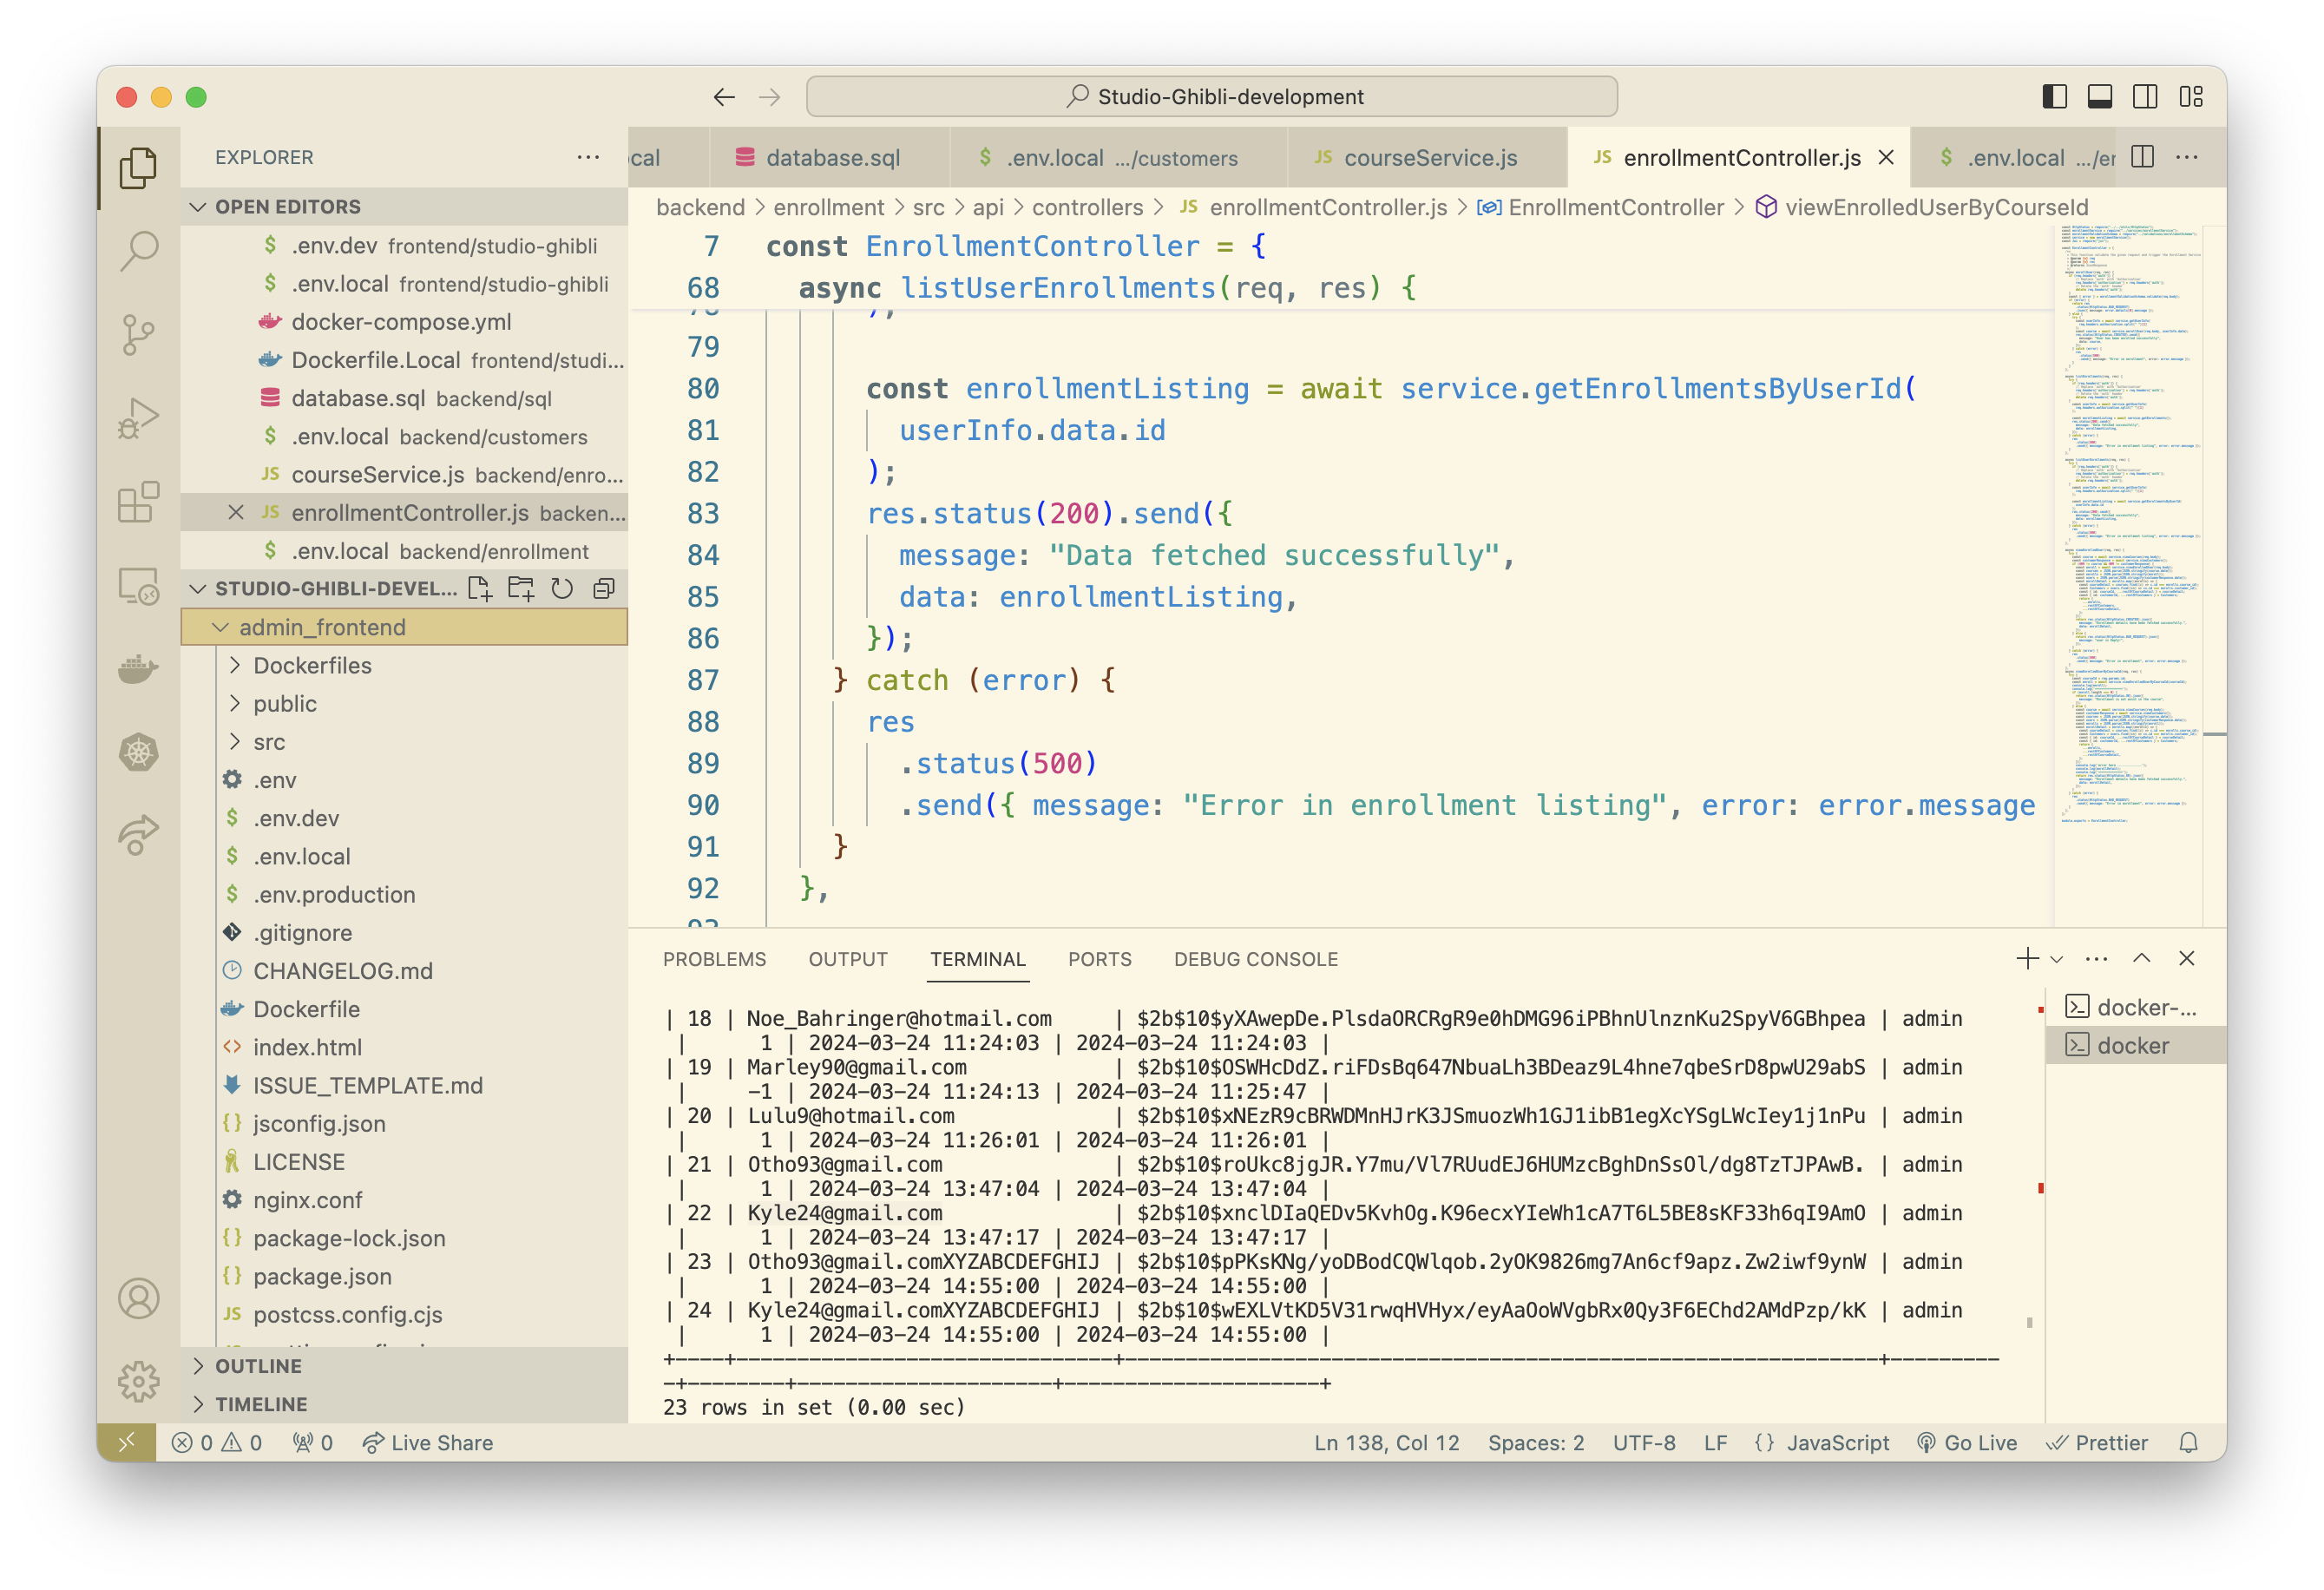 Studio-Ghibli-development
EXPLORER
OPEN EDITORS
$ .env.dev frontend/studio-ghibli
$ .env.local frontend/studio-ghibli
docker-compose.yml
Dockerfile.Local frontend/studi...
database.sql backend/sql
$ .env.local backend/customers
JS courseService.js backend/enro...
JS enrollmentController.js backen...
$ .env.local backend/enrollment
STUDIO-GHIBLI-DEVEL...
admin_frontend
Dockerfiles
public
src
.env
$ .env.dev
$ .env.local
$ .env.production
.gitignore
CHANGELOG.md
Dockerfile
<> index.html
ISSUE_TEMPLATE.md
{} jsconfig.json
LICENSE
nginx.conf
{} package-lock.json
{} package.json
JS postcss.config.cjs
OUTLINE
TIMELINE
cal database.sql $ .env.local .../customers JS courseService.js JS enrollmentController.js $ .env.local .../er
backend > enrollment > src > api > controllers > JS enrollmentController.js > EnrollmentController > viewEnrolledUserByCourseId
7 const EnrollmentController = {
68 async listUserEnrollments(req, res) {
79
80 const enrollmentListing = await service.getEnrollmentsByUserId(
81 userInfo.data.id
82 );
83 res.status(200).send({
84 message: "Data fetched successfully",
85 data: enrollmentListing,
86 });
87 } catch (error) {
88 res
89 .status(500)
90 .send({ message: "Error in enrollment listing", error: error.message
91 }
92 },
PROBLEMS OUTPUT TERMINAL PORTS DEBUG CONSOLE
| 18 | Noe_Bahringer@hotmail.com | $2b$10$yXAwepDe.PlsdaORCRgR9e0hDMG96iPBhnUlnznKu2SpyV6GBhpea | admin
| 1 | 2024-03-24 11:24:03 | 2024-03-24 11:24:03 |
| 19 | Marley90@gmail.com | $2b$10$OSWHcDdZ.riFDsBq647NbuaLh3BDeaz9L4hne7qbeSrD8pwU29abS | admin
| -1 | 2024-03-24 11:24:13 | 2024-03-24 11:25:47 |
| 20 | Lulu9@hotmail.com | $2b$10$xNEzR9cBRWDMnHJrK3JSmuozWh1GJ1ibB1egXcYSgLWcIey1j1nPu | admin
| 1 | 2024-03-24 11:26:01 | 2024-03-24 11:26:01 |
| 21 | Otho93@gmail.com | $2b$10$roUkc8jgJR.Y7mu/Vl7RUudEJ6HUMzcBghDnSsOl/dg8TzTJPAwB. | admin
| 1 | 2024-03-24 13:47:04 | 2024-03-24 13:47:04 |
| 22 | Kyle24@gmail.com | $2b$10$xnclDIaQEDv5KvhOg.K96ecxYIeWh1cA7T6L5BE8sKF33h6qI9AmO | admin
| 1 | 2024-03-24 13:47:17 | 2024-03-24 13:47:17 |
| 23 | Otho93@gmail.comXYZABCDEFGHIJ | $2b$10$pPKsKNg/yoDBodCQWlqob.2yOK9826mg7An6cf9apz.Zw2iwf9ynW | admin
| 1 | 2024-03-24 14:55:00 | 2024-03-24 14:55:00 |
| 24 | Kyle24@gmail.comXYZABCDEFGHIJ | $2b$10$wEXLVtKD5V31rwqHVHyx/eyAaOoWVgbRx0Qy3F6EChd2AMdPzp/kK | admin
| 1 | 2024-03-24 14:55:00 | 2024-03-24 14:55:00 |
23 rows in set (0.00 sec)
docker-...
docker
0 0 0 Live Share
Ln 138, Col 12 Spaces: 2 UTF-8 LF {} JavaScript Go Live Prettier